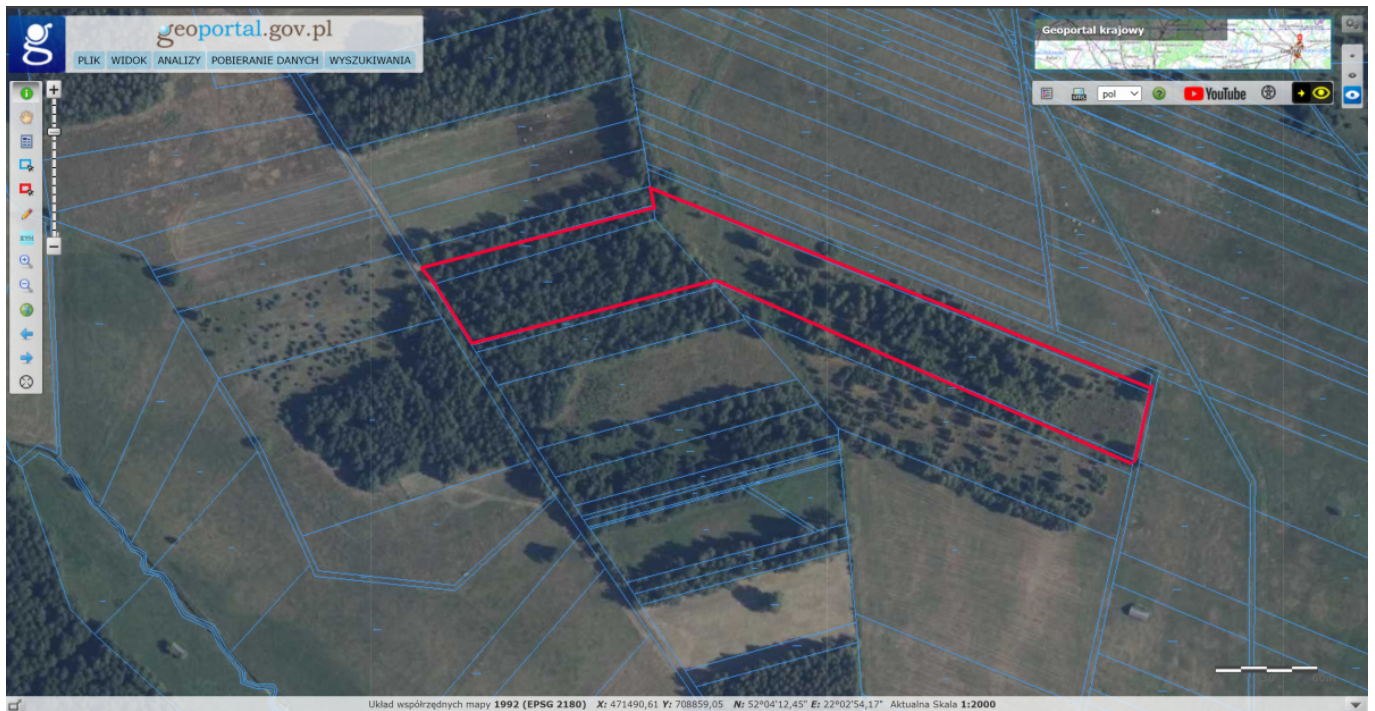 geoportal.gov.pl
PLIK WIDOK ANALIZY POBIERANIE DANYCH WYSZUKIWANIA
Geoportal krajowy
pol
YouTube
XYH
Układ współrzędnych mapy 1992 (EPSG 2180) X: 471490,61 Y: 708859,05 N: 52°04'12,45" E: 22°02'54,17" Aktualna Skala 1:2000